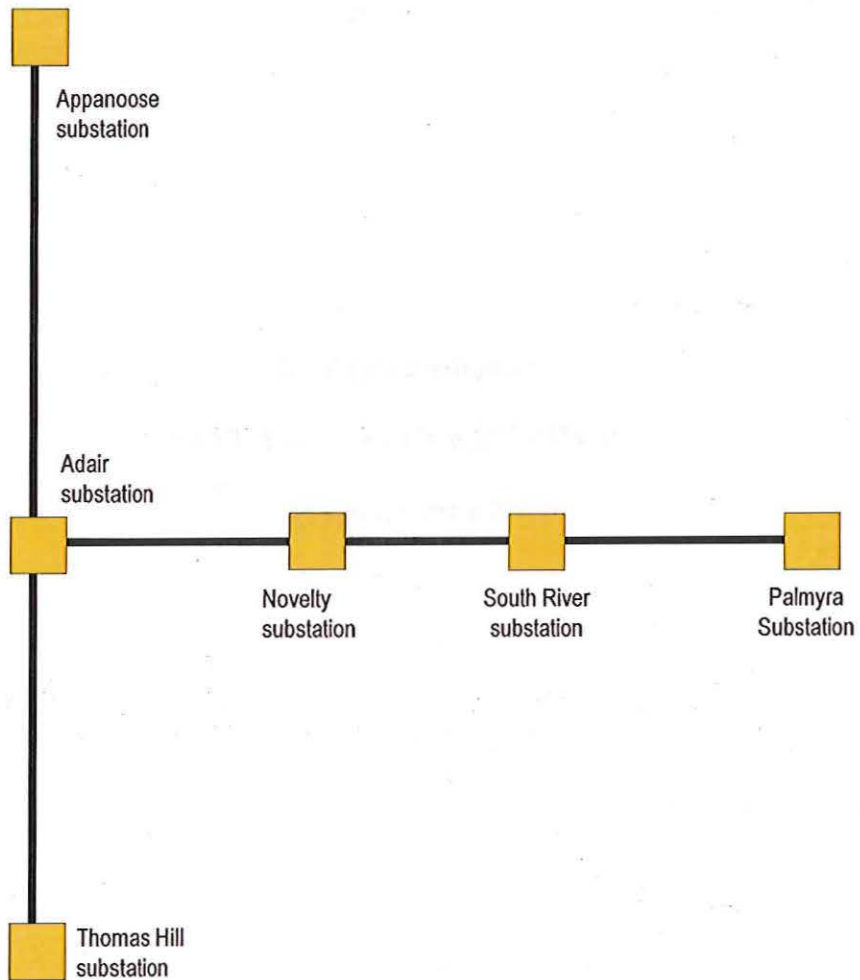 Appanoose
substation
Adair
substation
Novelty
substation
South River
substation
Palmyra
Substation
Thomas Hill
substation